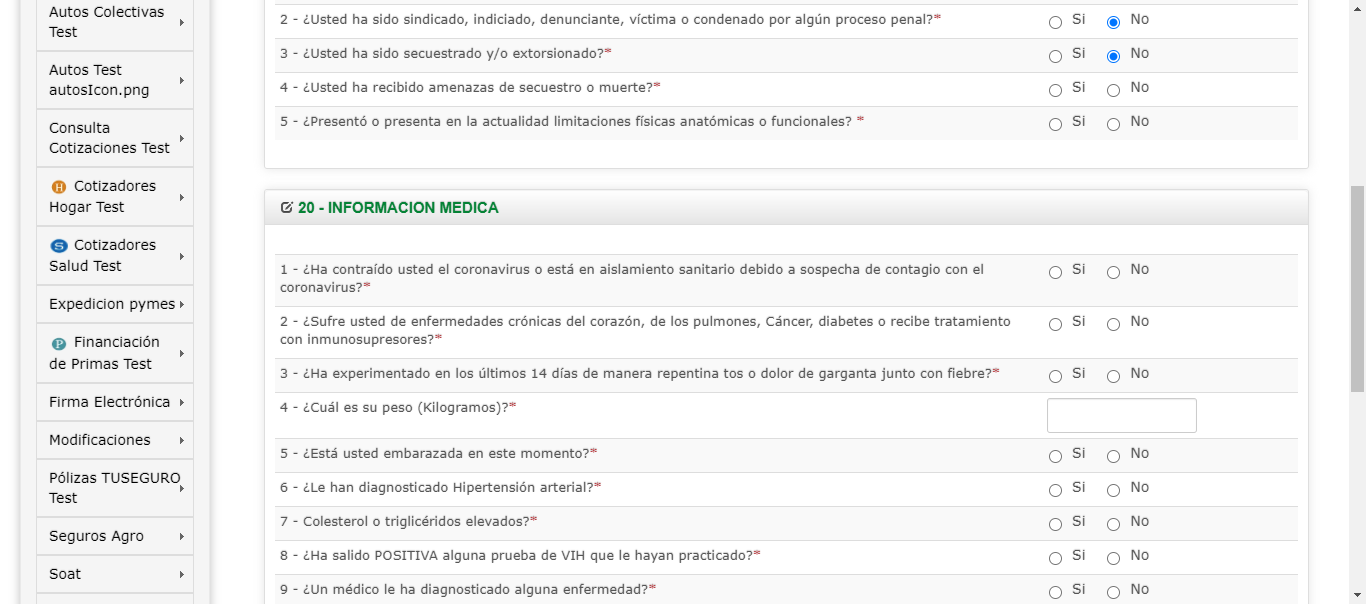 Autos Colectivas
Test
Autos Test
autosIcon.png
Consulta
Cotizaciones Test
H Cotizadores
Hogar Test
S Cotizadores
Salud Test
Expedicion pymes
P Financiación
de Primas Test
Firma Electrónica
Modificaciones
Pólizas TUSEGURO
Test
Seguros Agro
Soat
2 - ¿Usted ha sido sindicado, indiciado, denunciante, víctima o condenado por algún proceso penal?* Si No
3 - ¿Usted ha sido secuestrado y/o extorsionado?* Si No
4 - ¿Usted ha recibido amenazas de secuestro o muerte?* Si No
5 - ¿Presentó o presenta en la actualidad limitaciones físicas anatómicas o funcionales? * Si No
20 - INFORMACION MEDICA
1 - ¿Ha contraído usted el coronavirus o está en aislamiento sanitario debido a sospecha de contagio con el Si No
coronavirus?*
2 - ¿Sufre usted de enfermedades crónicas del corazón, de los pulmones, Cáncer, diabetes o recibe tratamiento Si No
con inmunosupresores?*
3 - ¿Ha experimentado en los últimos 14 días de manera repentina tos o dolor de garganta junto con fiebre?* Si No
4 - ¿Cuál es su peso (Kilogramos)?*
5 - ¿Está usted embarazada en este momento?* Si No
6 - ¿Le han diagnosticado Hipertensión arterial?* Si No
7 - Colesterol o triglicéridos elevados?* Si No
8 - ¿Ha salido POSITIVA alguna prueba de VIH que le hayan practicado?* Si No
9 - ¿Un médico le ha diagnosticado alguna enfermedad?* Si No